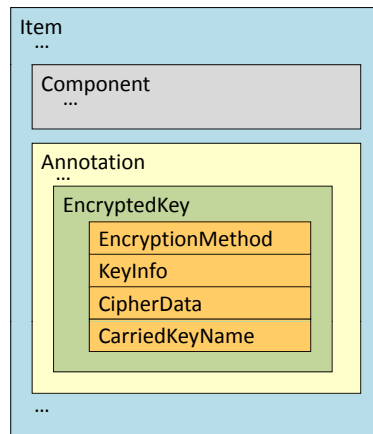 Item
...
Component
...
Annotation
...
EncryptedKey
EncryptionMethod
KeyInfo
CipherData
CarriedKeyName
...